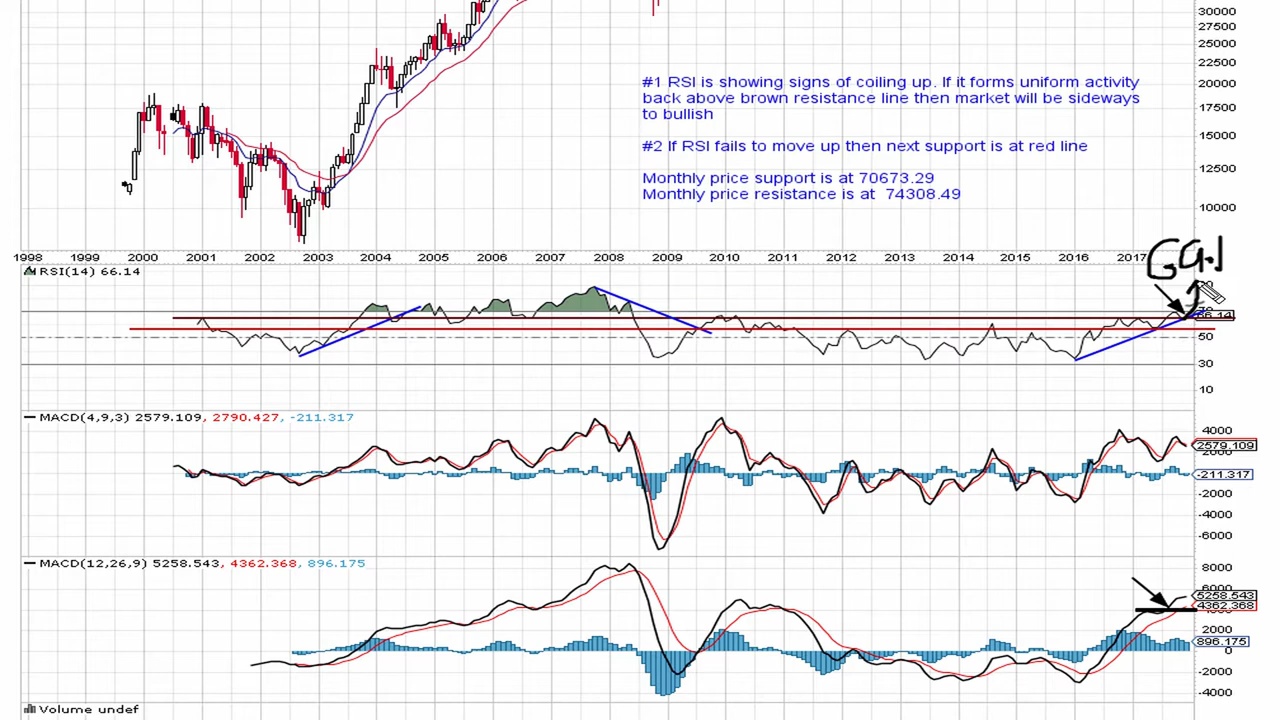 30000
27500
25000
22500
20000
17500
15000
12500
10000
#1 RSI is showing signs of coiling up. If it forms uniform activity
back above brown resistance line then market will be sideways
to bullish
#2 If RSI fails to move up then next support is at red line
Monthly price support is at 70673.29
Monthly price resistance is at 74308.49
1998 1999 2000 2001 2002 2003 2004 2005 2006 2007 2008 2009 2010 2011 2012 2013 2014 2015 2016 2017
RSI(14) 66.14
70
66.14
50
30
10
MACD(4,9,3) 2579.109, 2790.427, -211.317
4000
2579.109
2000
-211.317
-2000
-4000
-6000
MACD(12,26,9) 5258.543, 4362.368, 896.175
8000
6000
5258.543
4362.368
4000
2000
896.175
0
-2000
-4000
Volume undef